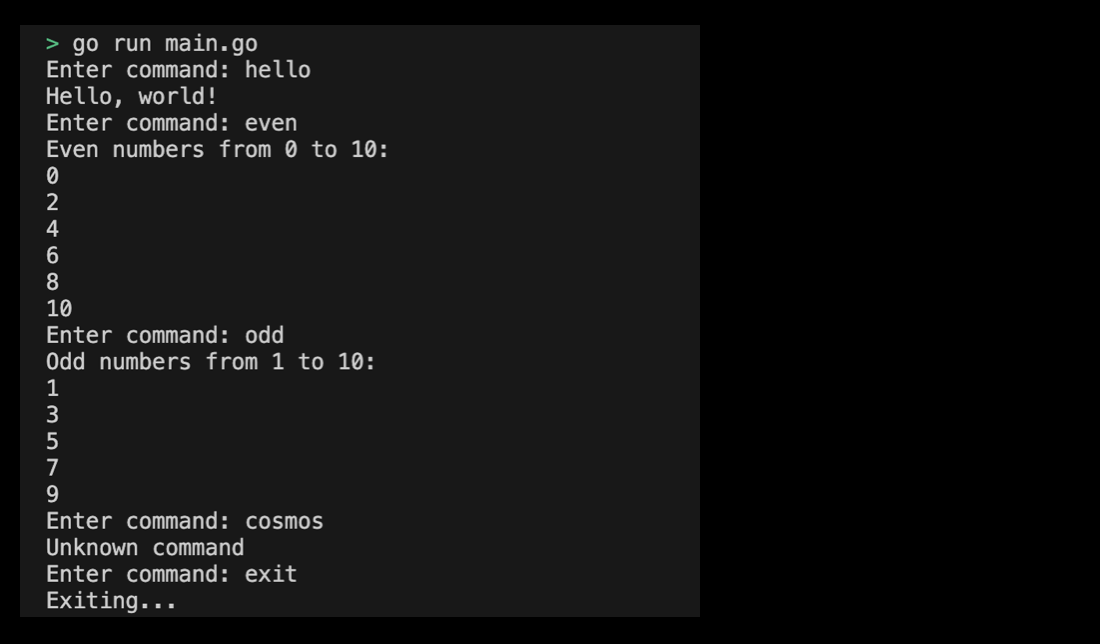 > go run main.go
Enter command: hello
Hello, world!
Enter command: even
Even numbers from 0 to 10:
0
2
4
6
8
10
Enter command: odd
Odd numbers from 1 to 10:
1
3
5
7
9
Enter command: cosmos
Unknown command
Enter command: exit
Exiting...